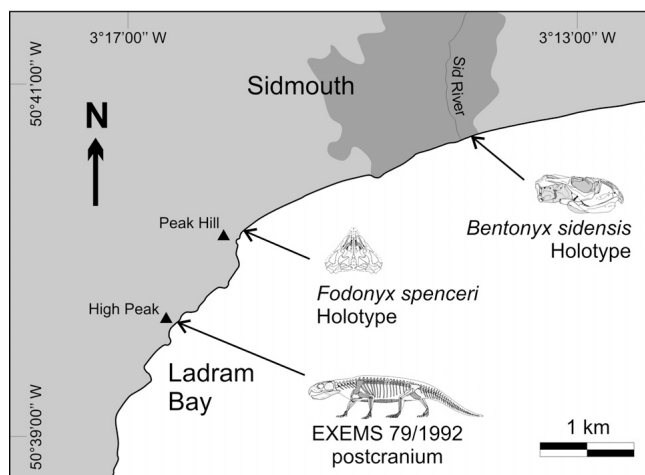 3°17'00'' W
3°13'00'' W
50°41'00'' W
Sidmouth
Sid River
N
Bentonyx sidensis
Holotype
Peak Hill
Fodonyx spenceri
Holotype
High Peak
Ladram
Bay
EXEMS 79/1992
postcranium
1 km
50°39'00'' W